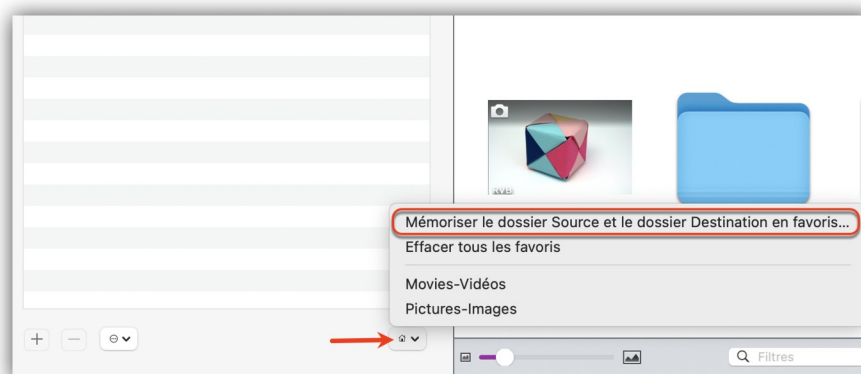 RVB
Mémoriser le dossier Source et le dossier Destination en favoris...
Effacer tous les favoris
Movies-Vidéos
Pictures-Images
Filtres